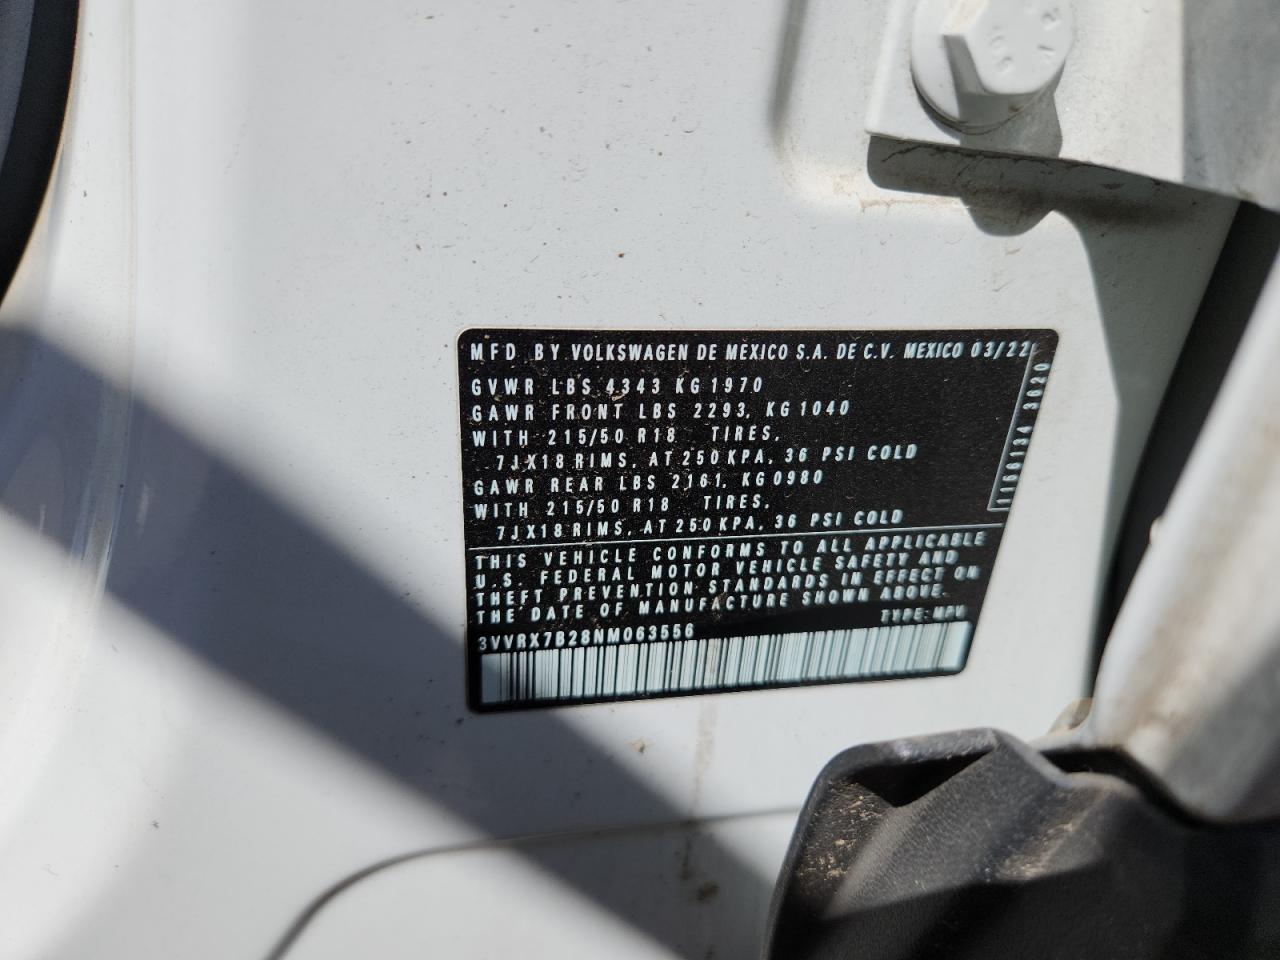 MFD. BY VOLKSWAGEN DE MEXICO S.A. DE C.V. MEXICO 03/22
GVWR LBS 4343 KG 1970
GAWR FRONT LBS 2293, KG 1040
WITH 215/50 R18 TIRES,
7JX18 RIMS, AT 250 KPA, 36 PSI COLD
GAWR REAR LBS 2161, KG 0980
WITH 215/50 R18 TIRES,
7JX18 RIMS, AT 250 KPA, 36 PSI COLD
THIS VEHICLE CONFORMS TO ALL APPLICABLE
U.S. FEDERAL MOTOR VEHICLE SAFETY AND
THEFT PREVENTION STANDARDS IN EFFECT ON
THE DATE OF MANUFACTURE SHOWN ABOVE.
TYPE: MPV
3VVRX7B28NM063556